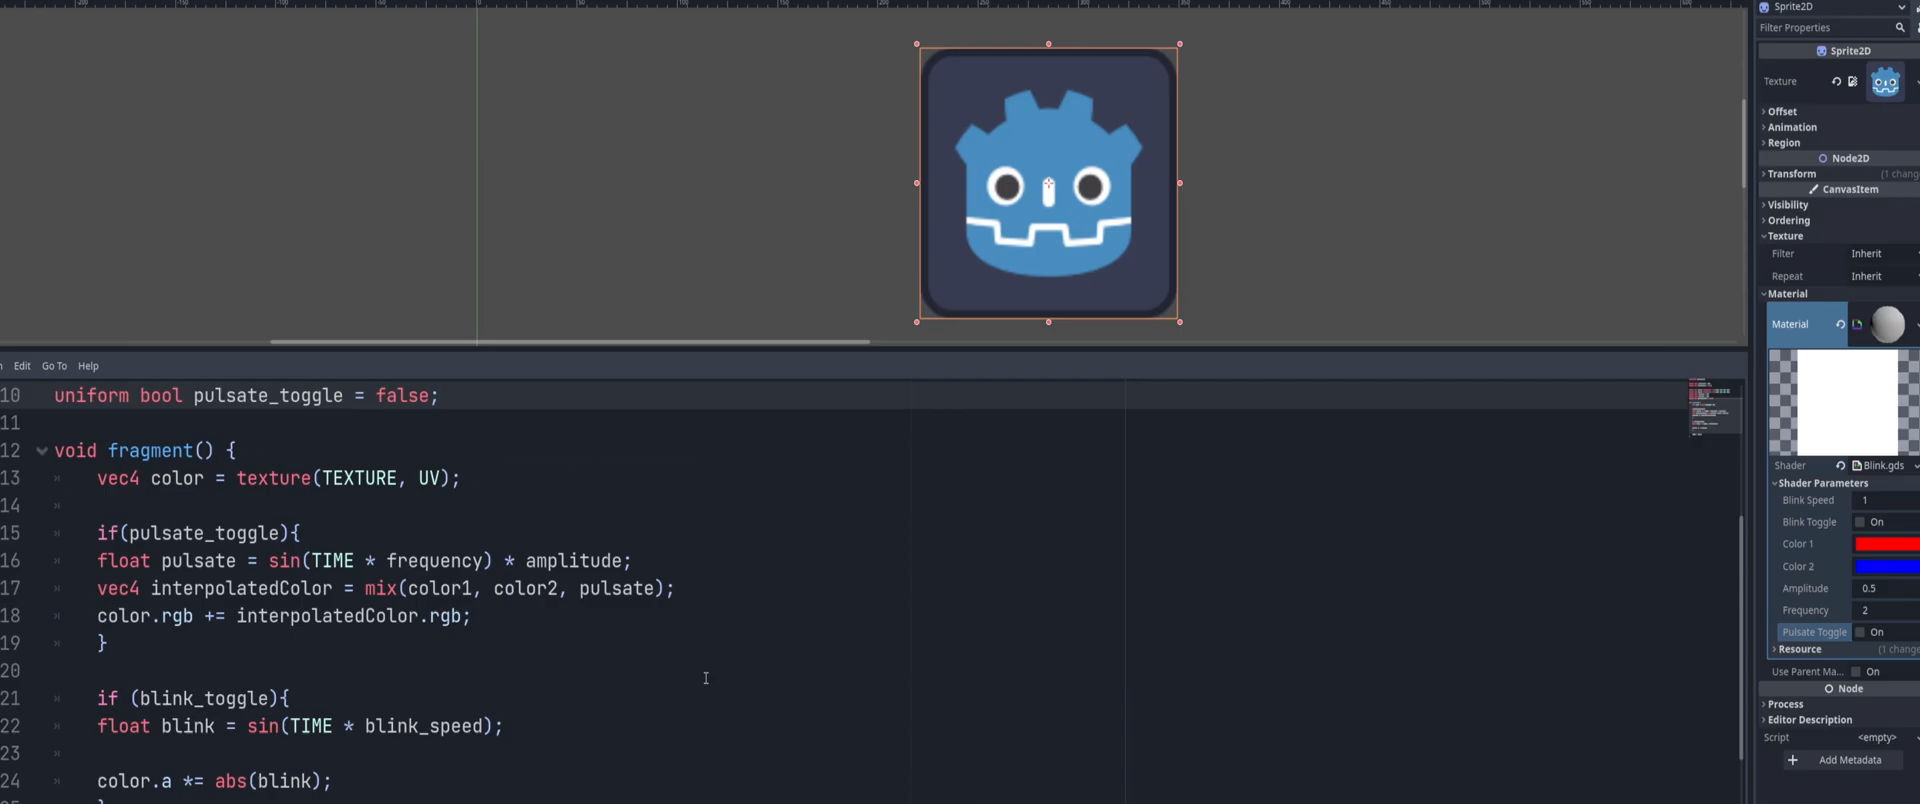 Sprite2D
Filter Properties
Sprite2D
Texture
Offset
Animation
Region
Node2D
Transform (1 change
CanvasItem
Visibility
Ordering
Texture
Filter Inherit
Repeat Inherit
Material
Material
Shader Blink.gds
Shader Parameters
Blink Speed 1
Blink Toggle On
Color 1
Color 2
Amplitude 0.5
Frequency 2
Pulsate Toggle On
Resource (1 change
Use Parent Ma... On
Node
Process
Editor Description
Script <empty>
Add Metadata
Edit Go To Help
10 uniform bool pulsate_toggle = false;
11
12 void fragment() {
13 vec4 color = texture(TEXTURE, UV);
14
15 if(pulsate_toggle){
16 float pulsate = sin(TIME * frequency) * amplitude;
17 vec4 interpolatedColor = mix(color1, color2, pulsate);
18 color.rgb += interpolatedColor.rgb;
19 }
20
21 if (blink_toggle){
22 float blink = sin(TIME * blink_speed);
23
24 color.a *= abs(blink);